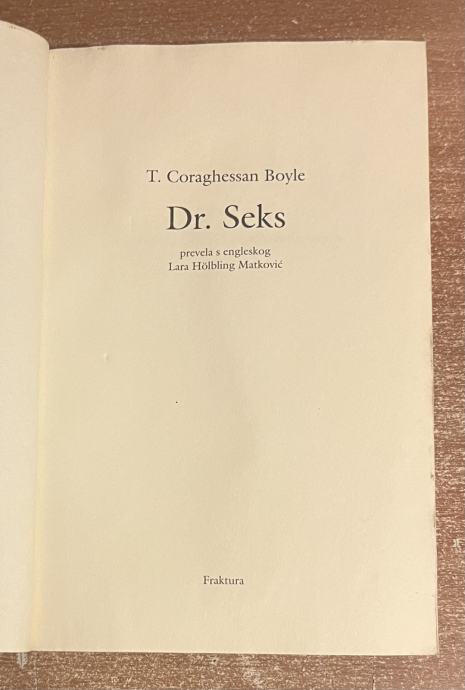 T. Coraghessan Boyle
Dr. Seks
prevela s engleskog
Lara Hölbling Matković
Fraktura